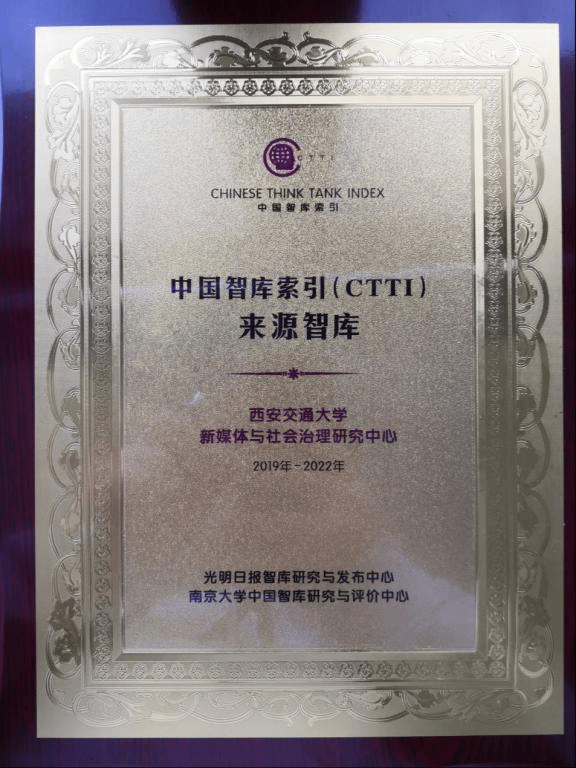 CTTI
CHINESE THINK TANK INDEX
中国智库索引
中国智库索引(CTTI)
来源智库
西安交通大学
新媒体与社会治理研究中心
2019年-2022年
光明日报智库研究与发布中心
南京大学中国智库研究与评价中心